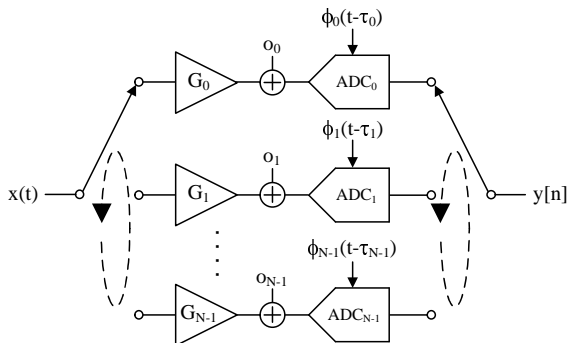 ϕ₀(t-τ₀)
o₀
G₀
ADC₀
ϕ₁(t-τ₁)
o₁
x(t)
G₁
ADC₁
y[n]
ϕN-1(t-τN-1)
oN-1
GN-1
ADCN-1